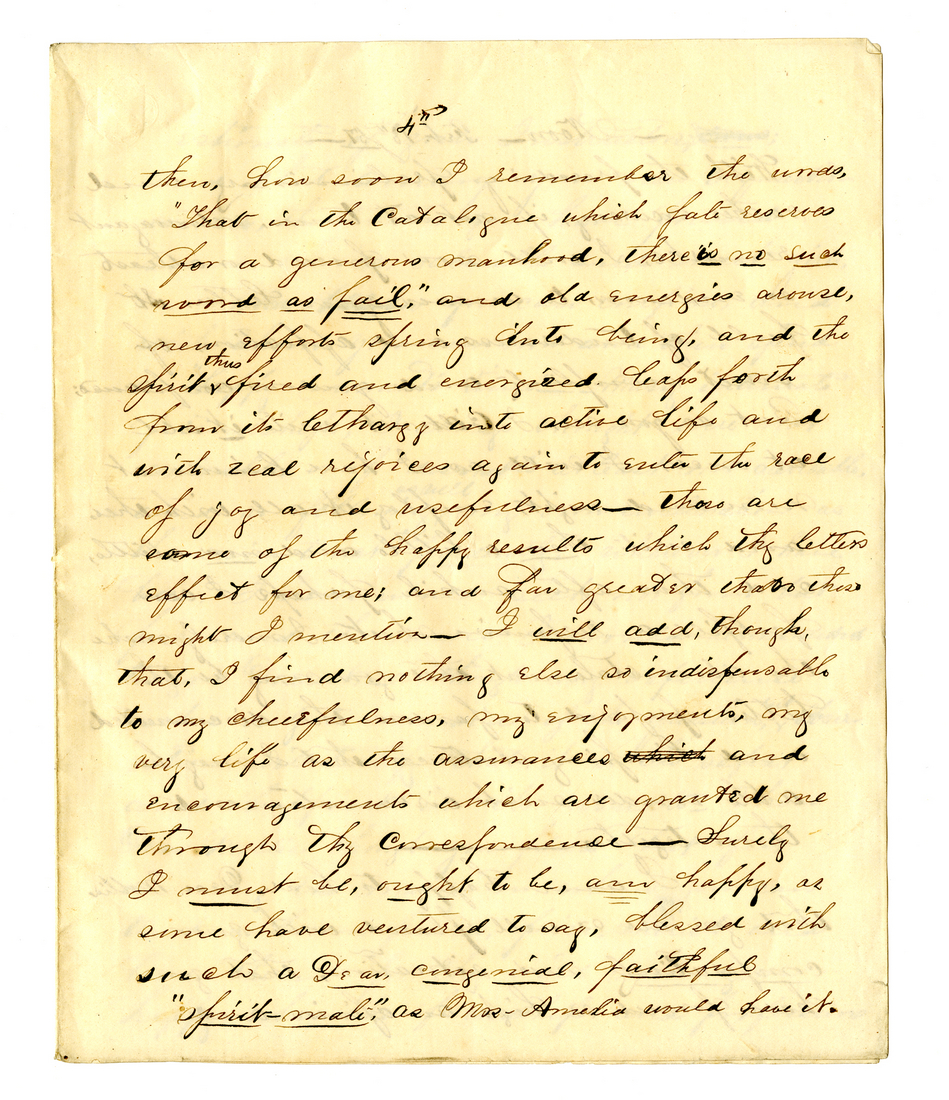 4th
then, how soon I remember the words,
"That in the Catalogue which fate reserves
for a generous manhood, there is no such
word as fail," and old energies arouse,
new efforts spring into being, and the
thus
spirit fired and energized leaps forth
from its lethargy into active life and
with zeal rejoices again to enter the race
of joy and usefulness — these are
some of the happy results which thy letters
effect for me; and far greater than these
might I mention — I will add, though,
that, I find nothing else so indispensable
to my cheerfulness, my enjoyments, my
very life as the assurances which and
encouragements which are granted me
through thy Correspondence — Surely
I must be, ought to be, am happy, as
some have ventured to say, blessed with
such a Dear, congenial, faithful
"spirit-mate", as Mrs- Amelia would have it.